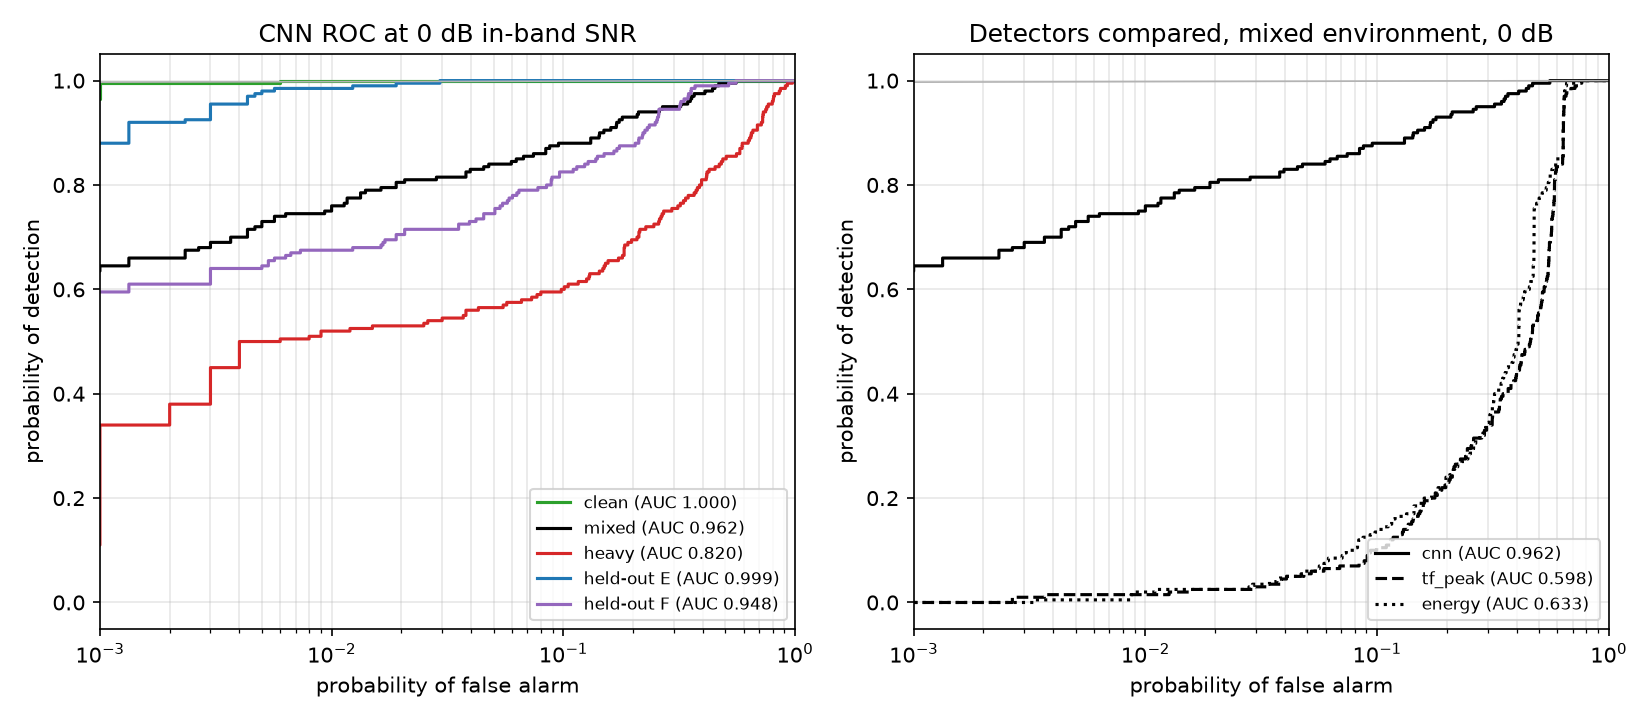 CNN ROC at 0 dB in-band SNR
probability of detection
1.0
0.8
0.6
0.4
0.2
0.0
clean (AUC 1.000)
mixed (AUC 0.962)
heavy (AUC 0.820)
held-out E (AUC 0.999)
held-out F (AUC 0.948)
10⁻³ 10⁻² 10⁻¹ 10⁰
probability of false alarm
Detectors compared, mixed environment, 0 dB
probability of detection
1.0
0.8
0.6
0.4
0.2
0.0
cnn (AUC 0.962)
tf_peak (AUC 0.598)
energy (AUC 0.633)
10⁻³ 10⁻² 10⁻¹ 10⁰
probability of false alarm